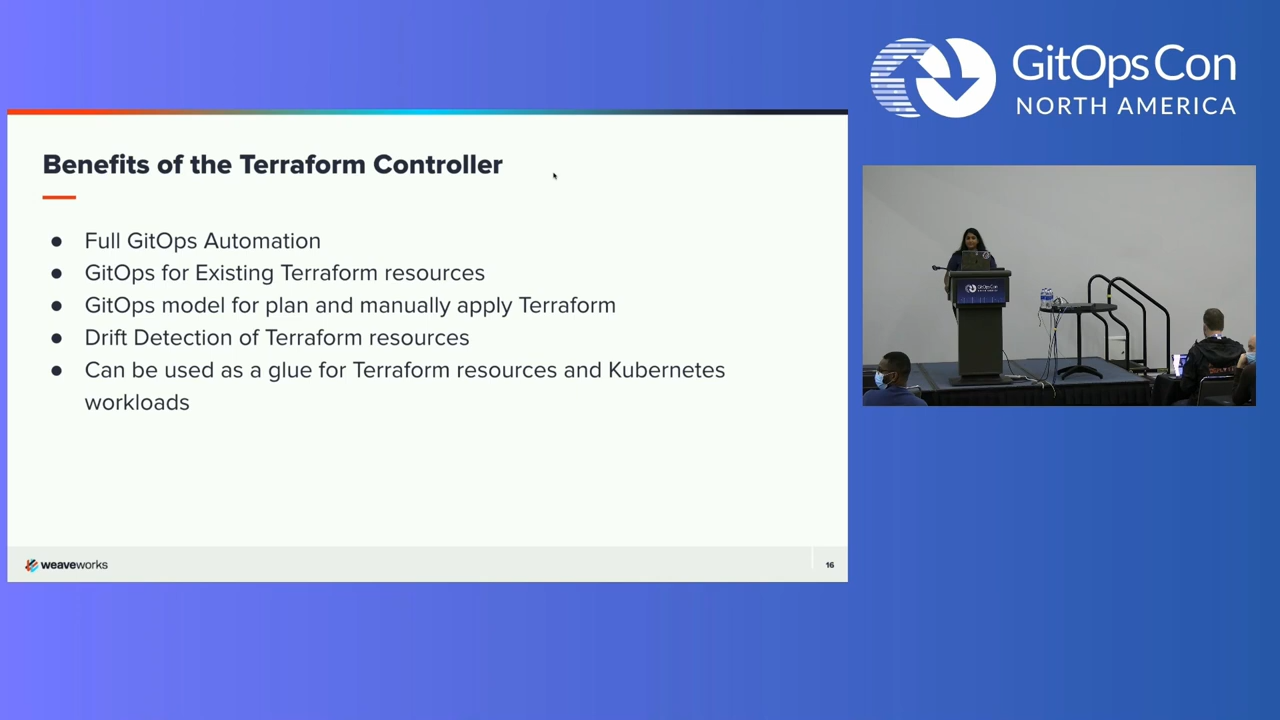 GitOpsCon
NORTH AMERICA
Benefits of the Terraform Controller
● Full GitOps Automation
● GitOps for Existing Terraform resources
● GitOps model for plan and manually apply Terraform
● Drift Detection of Terraform resources
● Can be used as a glue for Terraform resources and Kubernetes
workloads
weaveworks
16
GitOpsCon